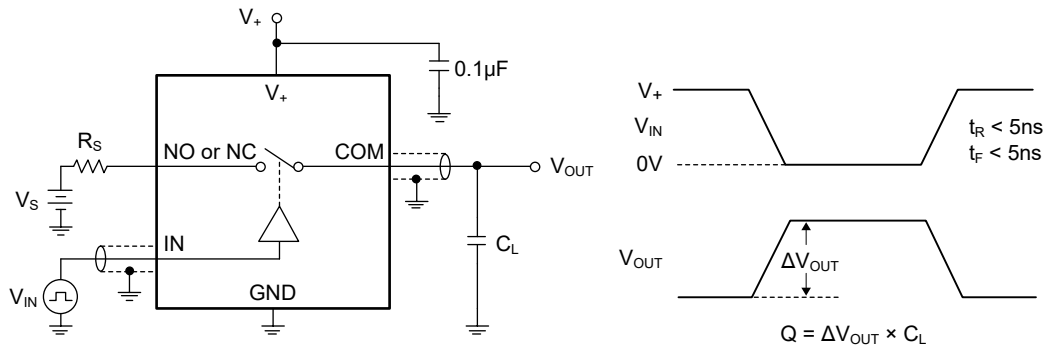 V+
0.1µF
V+
RS
NO or NC
COM
VOUT
VS
IN
CL
VIN
GND
V+
VIN
0V
tR < 5ns
tF < 5ns
VOUT
ΔVOUT
Q = ΔVOUT × CL